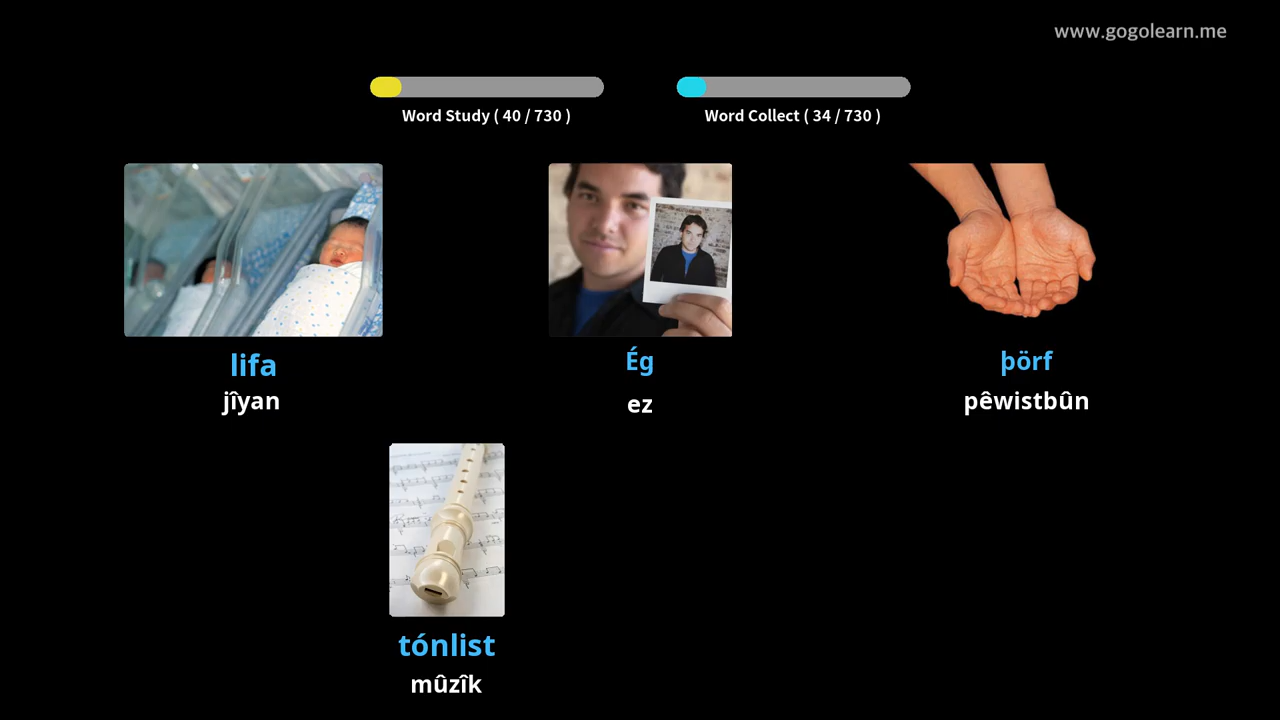 www.gogolearn.me
Word Study ( 40 / 730 )
Word Collect ( 34 / 730 )
lifa
jîyan
Ég
ez
þörf
pêwistbûn
tónlist
mûzîk